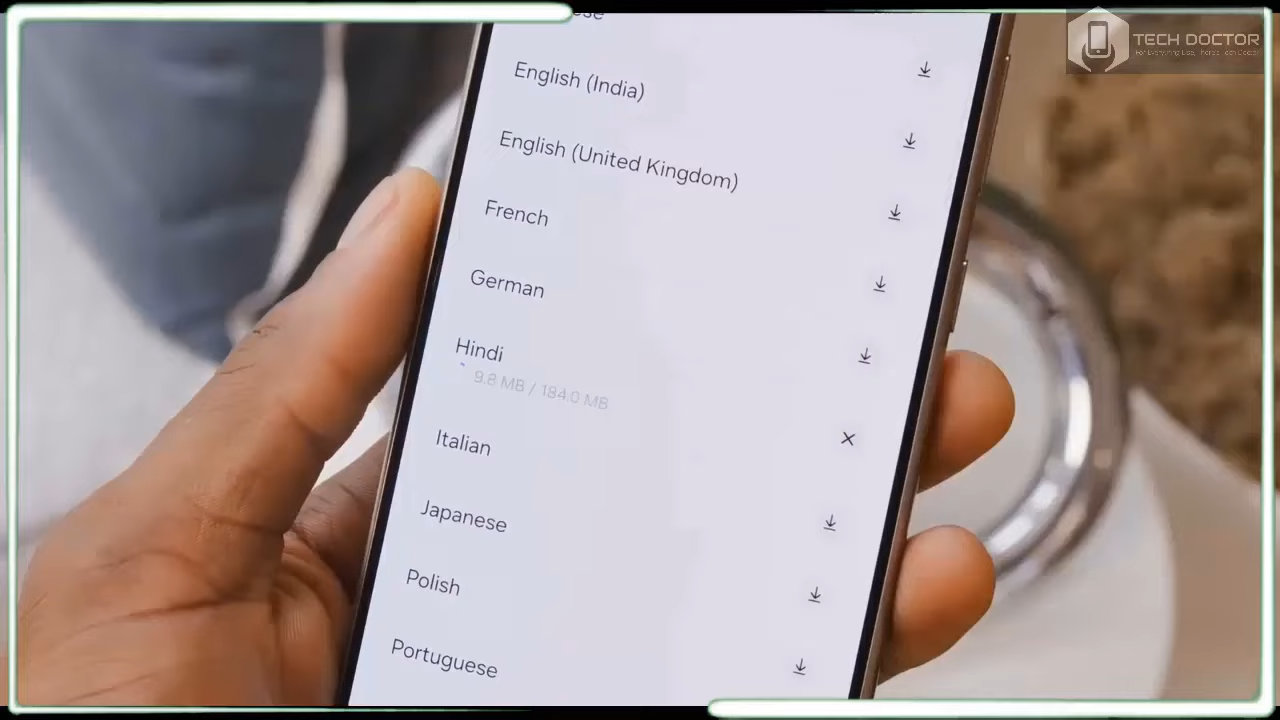 TECH DOCTOR
English (India)
English (United Kingdom)
French
German
Hindi
9.8 MB / 184.0 MB
Italian
Japanese
Polish
Portuguese